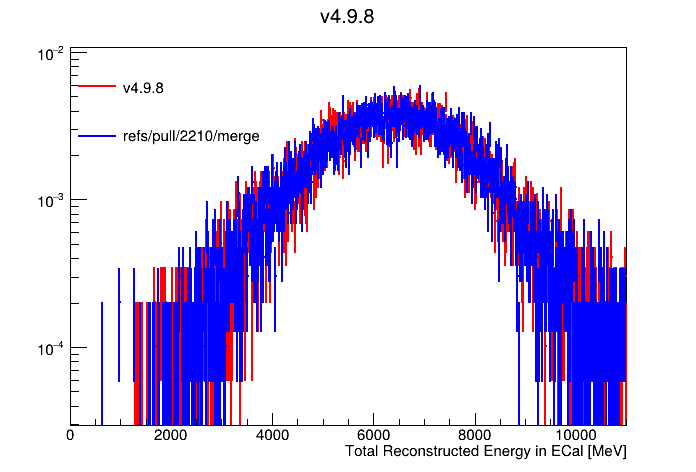 v4.9.8
10⁻²
v4.9.8
refs/pull/2210/merge
10⁻³
10⁻⁴
0 2000 4000 6000 8000 10000
Total Reconstructed Energy in ECal [MeV]